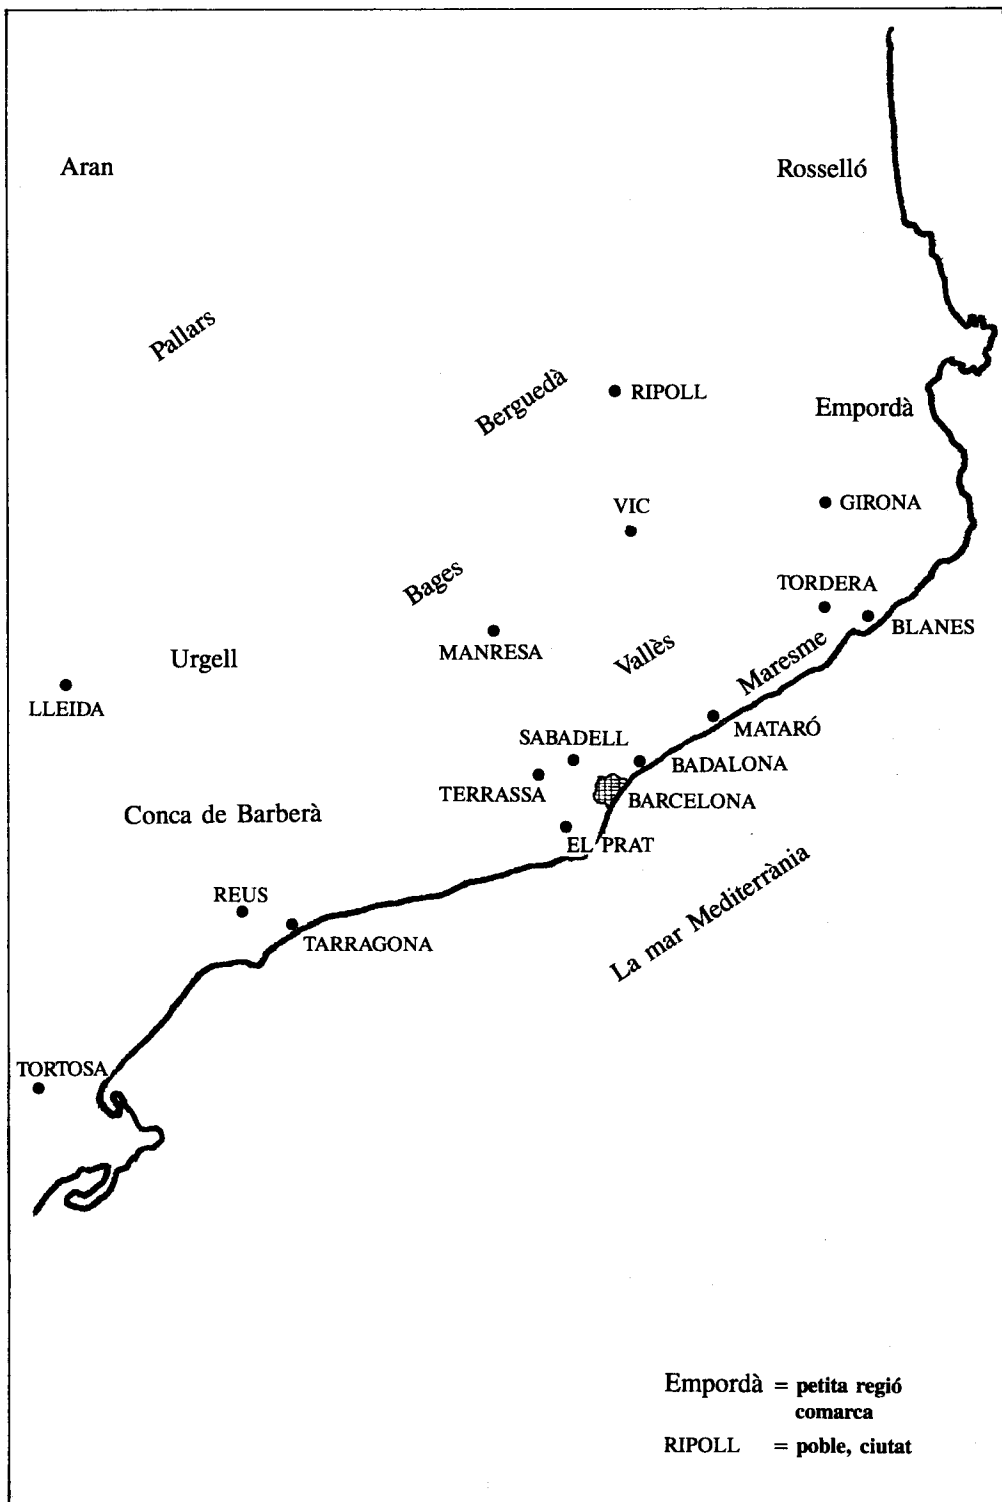 Aran
Rosselló
Pallars
Berguedà
RIPOLL
Empordà
VIC
GIRONA
Bages
TORDERA
BLANES
MANRESA
Urgell
Vallès
Maresme
LLEIDA
MATARÓ
SABADELL
BADALONA
TERRASSA
BARCELONA
Conca de Barberà
EL PRAT
REUS
TARRAGONA
La mar Mediterrània
TORTOSA
Empordà = petita regió
comarca
RIPOLL = poble, ciutat